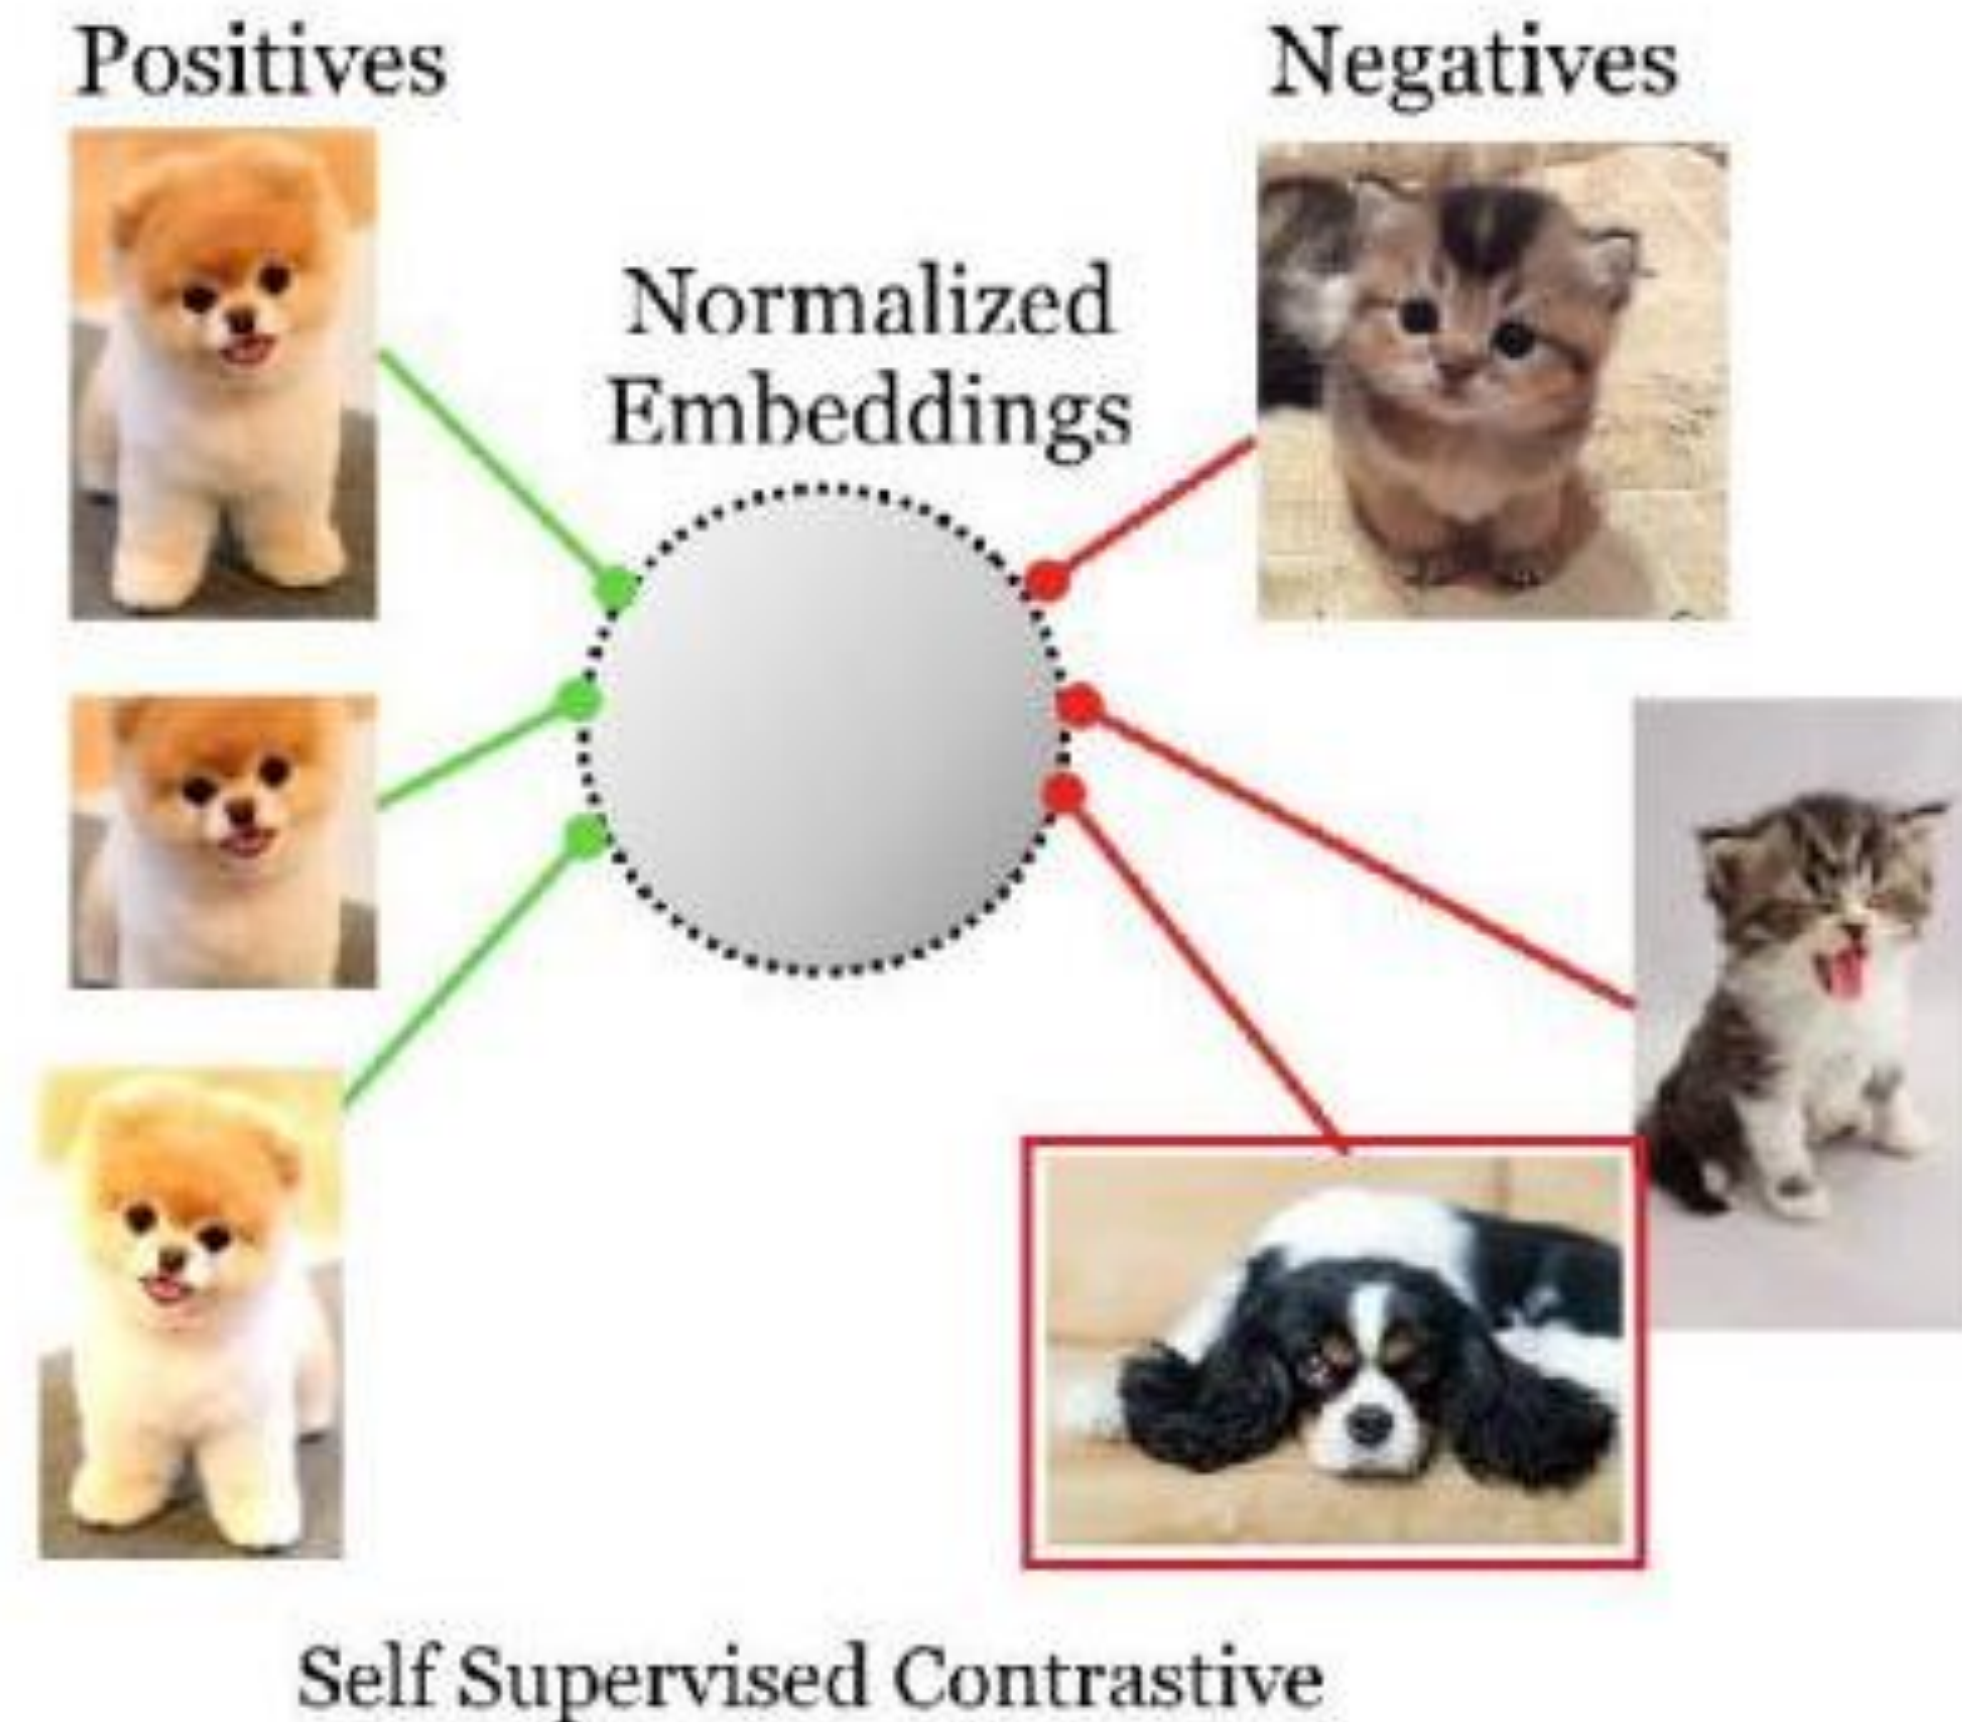 Positives
Negatives
Normalized
Embeddings
Self Supervised Contrastive